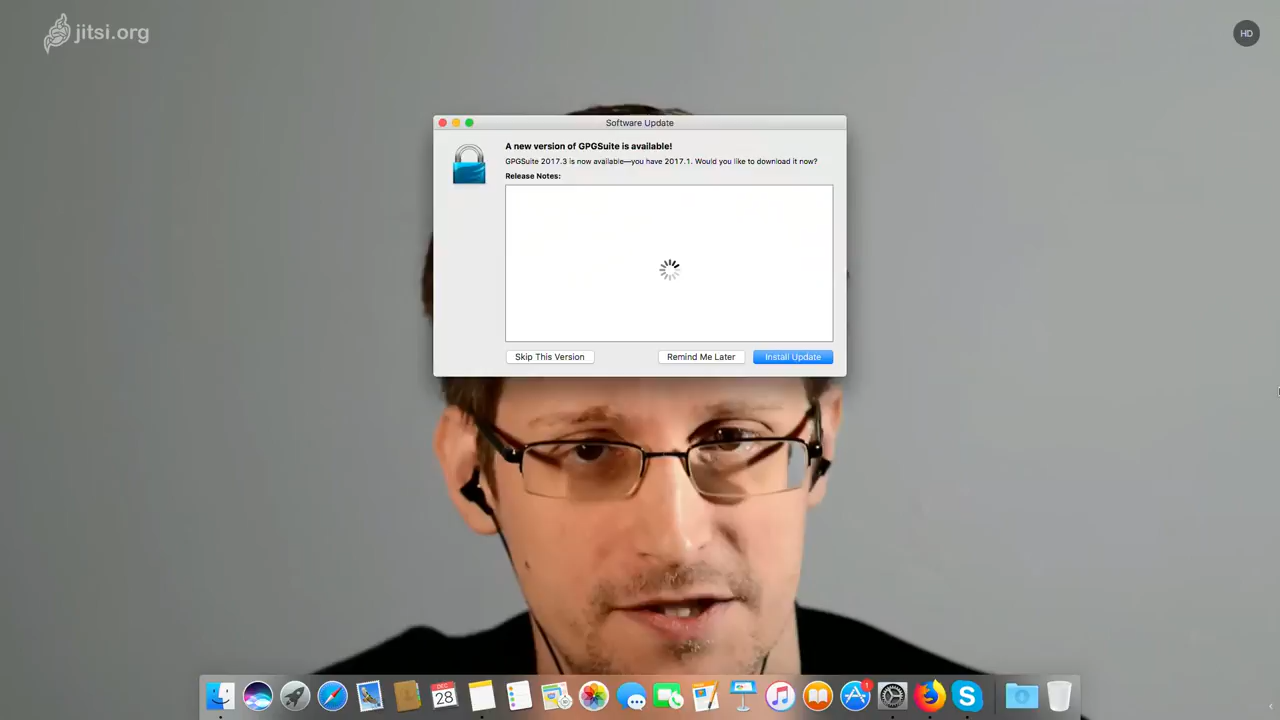 jitsi.org
HD
Software Update
A new version of GPGSuite is available!
GPGSuite 2017.3 is now available—you have 2017.1. Would you like to download it now?
Release Notes:
Skip This Version
Remind Me Later
Install Update
DEC
28
1